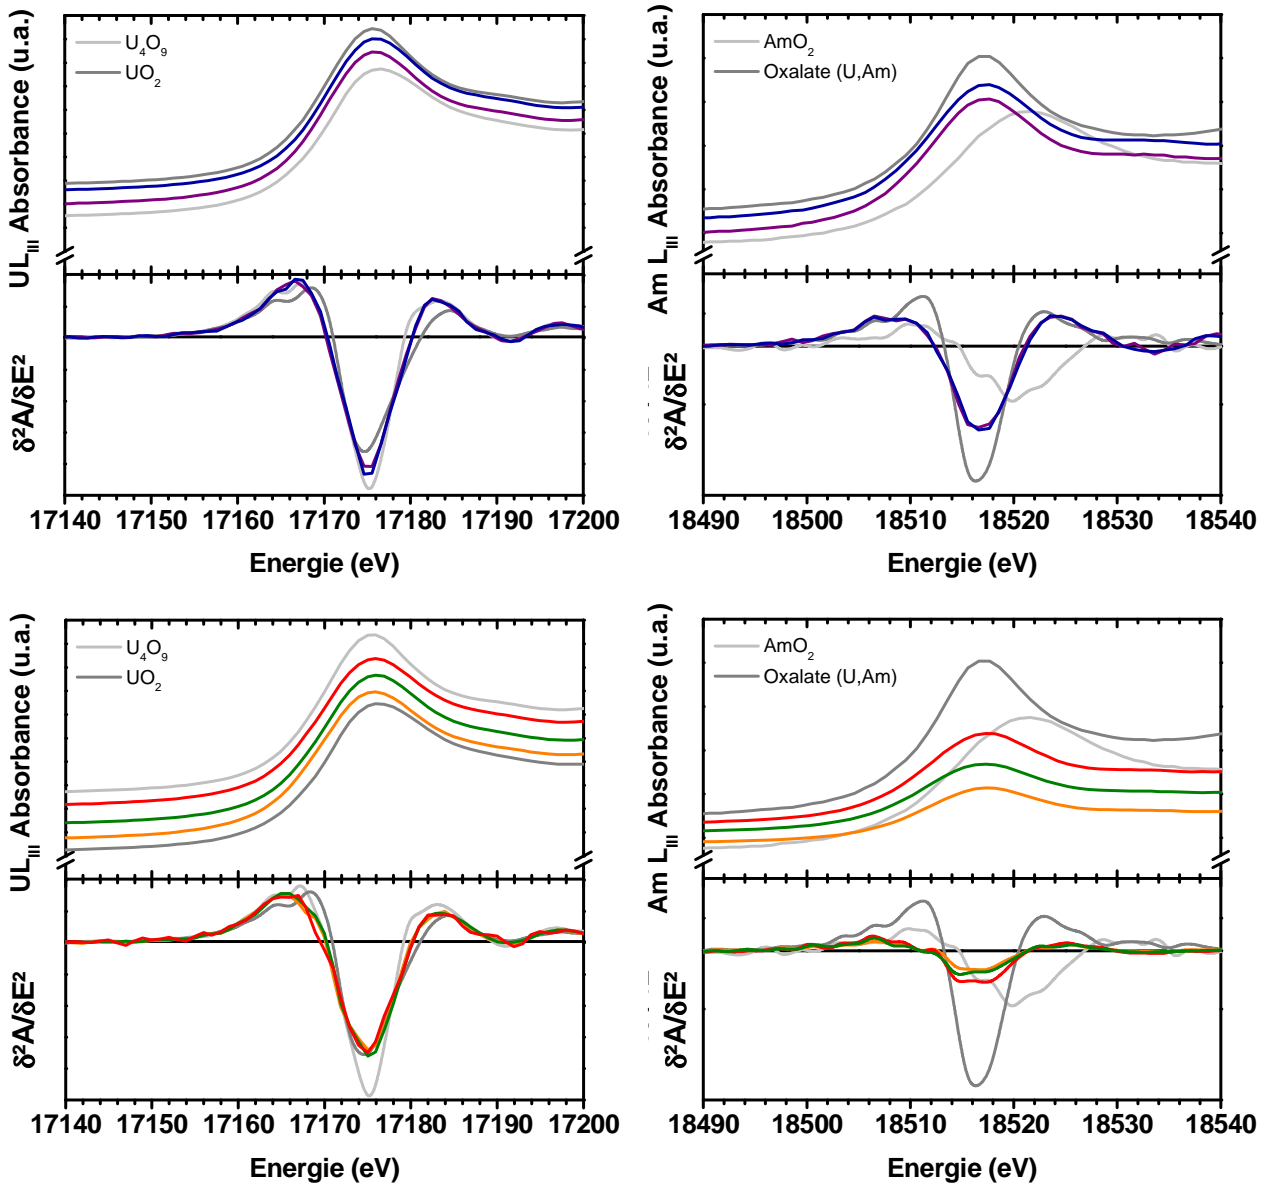 U L_III Absorbance (u.a.)
U₄O₉
UO₂
δ²A/δE²
17140 17150 17160 17170 17180 17190 17200
Energie (eV)
Am L_III Absorbance (u.a.)
AmO₂
Oxalate (U,Am)
δ²A/δE²
18490 18500 18510 18520 18530 18540
Energie (eV)
U L_III Absorbance (u.a.)
U₄O₉
UO₂
δ²A/δE²
17140 17150 17160 17170 17180 17190 17200
Energie (eV)
Am L_III Absorbance (u.a.)
AmO₂
Oxalate (U,Am)
δ²A/δE²
18490 18500 18510 18520 18530 18540
Energie (eV)